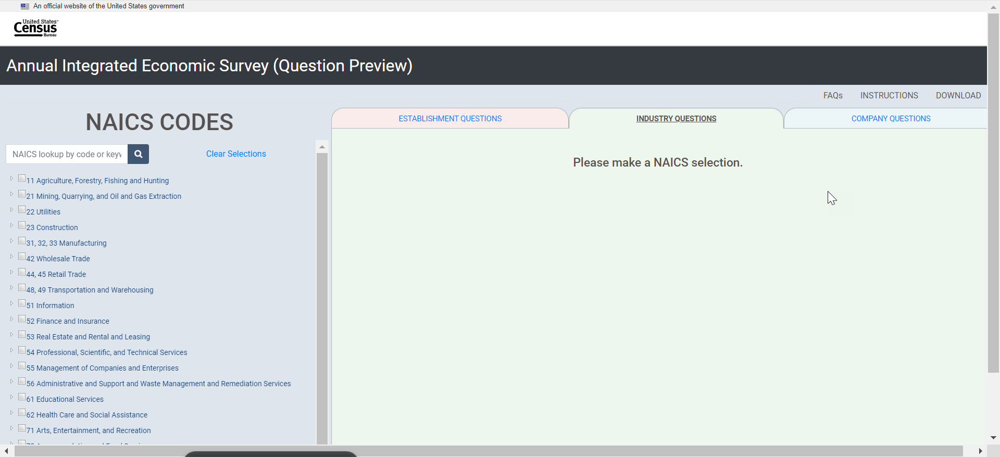 An official website of the United States government
United States®
Census
Bureau
Annual Integrated Economic Survey (Question Preview)
FAQs INSTRUCTIONS DOWNLOAD
NAICS CODES
NAICS lookup by code or keyw
Clear Selections
11 Agriculture, Forestry, Fishing and Hunting
21 Mining, Quarrying, and Oil and Gas Extraction
22 Utilities
23 Construction
31, 32, 33 Manufacturing
42 Wholesale Trade
44, 45 Retail Trade
48, 49 Transportation and Warehousing
51 Information
52 Finance and Insurance
53 Real Estate and Rental and Leasing
54 Professional, Scientific, and Technical Services
55 Management of Companies and Enterprises
56 Administrative and Support and Waste Management and Remediation Services
61 Educational Services
62 Health Care and Social Assistance
71 Arts, Entertainment, and Recreation
ESTABLISHMENT QUESTIONS
INDUSTRY QUESTIONS
COMPANY QUESTIONS
Please make a NAICS selection.